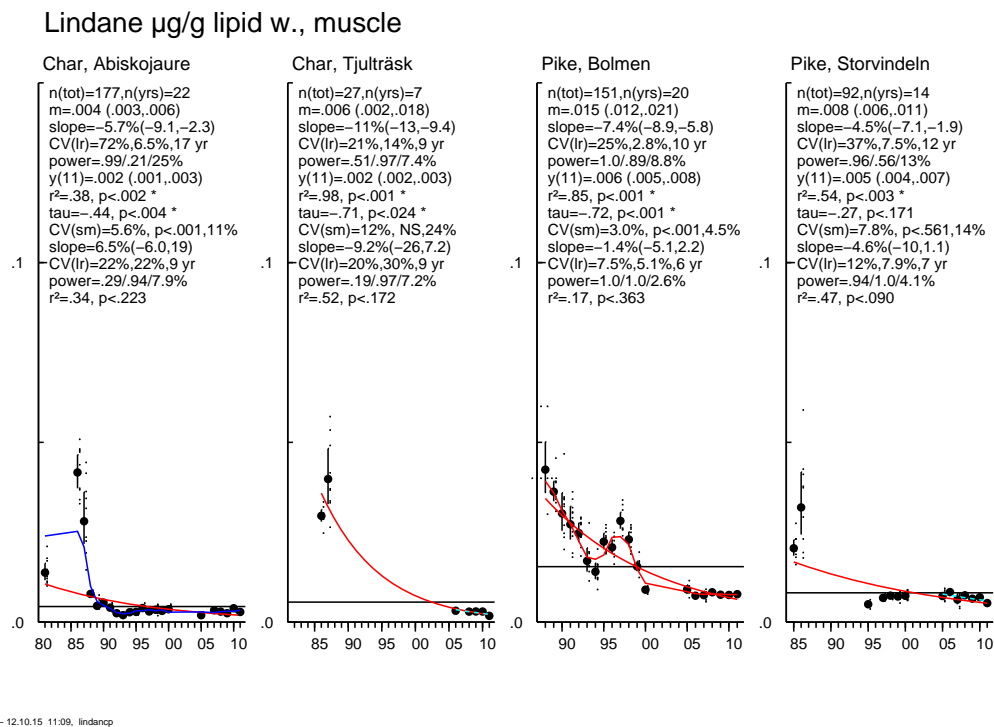 Lindane µg/g lipid w., muscle
Char, Abiskojaure
n(tot)=177,n(yrs)=22
m=.004 (.003,.006)
slope=−5.7%(−9.1,−2.3)
CV(lr)=72%,6.5%,17 yr
power=.99/.21/25%
y(11)=.002 (.001,.003)
r²=.38, p<.002 *
tau=−.44, p<.004 *
CV(sm)=5.6%, p<.001,11%
slope=6.5%(−6.0,19)
CV(lr)=22%,22%,9 yr
power=.29/.94/7.9%
r²=.34, p<.223
.1
.0
80 85 90 95 00 05 10
Char, Tjulträsk
n(tot)=27,n(yrs)=7
m=.006 (.002,.018)
slope=−11%(−13,−9.4)
CV(lr)=21%,14%,9 yr
power=.51/.97/7.4%
y(11)=.002 (.002,.003)
r²=.98, p<.001 *
tau=−.71, p<.024 *
CV(sm)=12%, NS,24%
slope=−9.2%(−26,7.2)
CV(lr)=20%,30%,9 yr
power=.19/.97/7.2%
r²=.52, p<.172
.1
.0
85 90 95 00 05 10
Pike, Bolmen
n(tot)=151,n(yrs)=20
m=.015 (.012,.021)
slope=−7.4%(−8.9,−5.8)
CV(lr)=25%,2.8%,10 yr
power=1.0/.89/8.8%
y(11)=.006 (.005,.008)
r²=.85, p<.001 *
tau=−.72, p<.001 *
CV(sm)=3.0%, p<.001,4.5%
slope=−1.4%(−5.1,2.2)
CV(lr)=7.5%,5.1%,6 yr
power=1.0/1.0/2.6%
r²=.17, p<.363
.1
.0
90 95 00 05 10
Pike, Storvindeln
n(tot)=92,n(yrs)=14
m=.008 (.006,.011)
slope=−4.5%(−7.1,−1.9)
CV(lr)=37%,7.5%,12 yr
power=.96/.56/13%
y(11)=.005 (.004,.007)
r²=.54, p<.003 *
tau=−.27, p<.171
CV(sm)=7.8%, p<.561,14%
slope=−4.6%(−10,1.1)
CV(lr)=12%,7.9%,7 yr
power=.94/1.0/4.1%
r²=.47, p<.090
.1
.0
85 90 95 00 05 10
− 12.10.15 11:09, lindancp